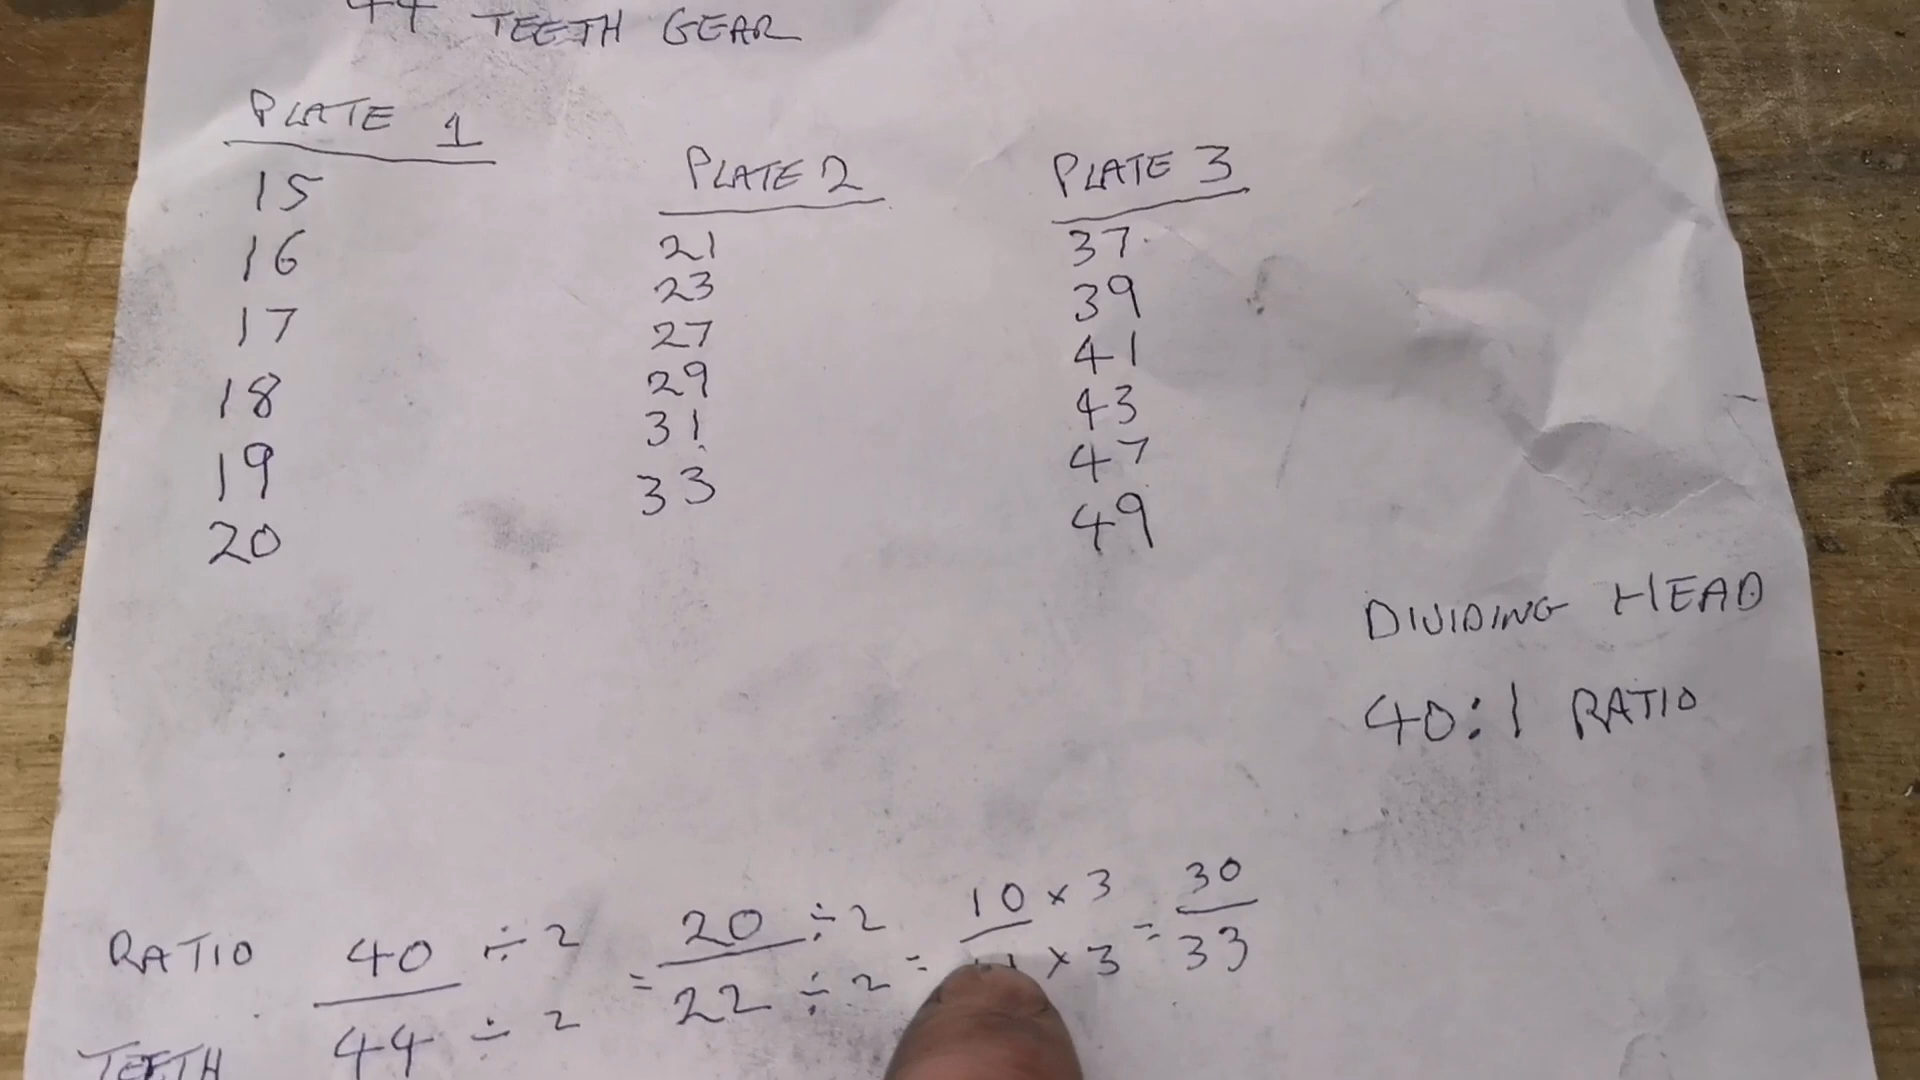 44 TEETH GEAR
PLATE 1
15
16
17
18
19
20
PLATE 2
21
23
27
29
31
33
PLATE 3
37
39
41
43
47
49
DIVIDING HEAD
40:1 RATIO
RATIO 40 ÷ 2 = 20 ÷ 2 = 10 × 3 = 30
TEETH 44 ÷ 2 22 ÷ 2 × 3 33